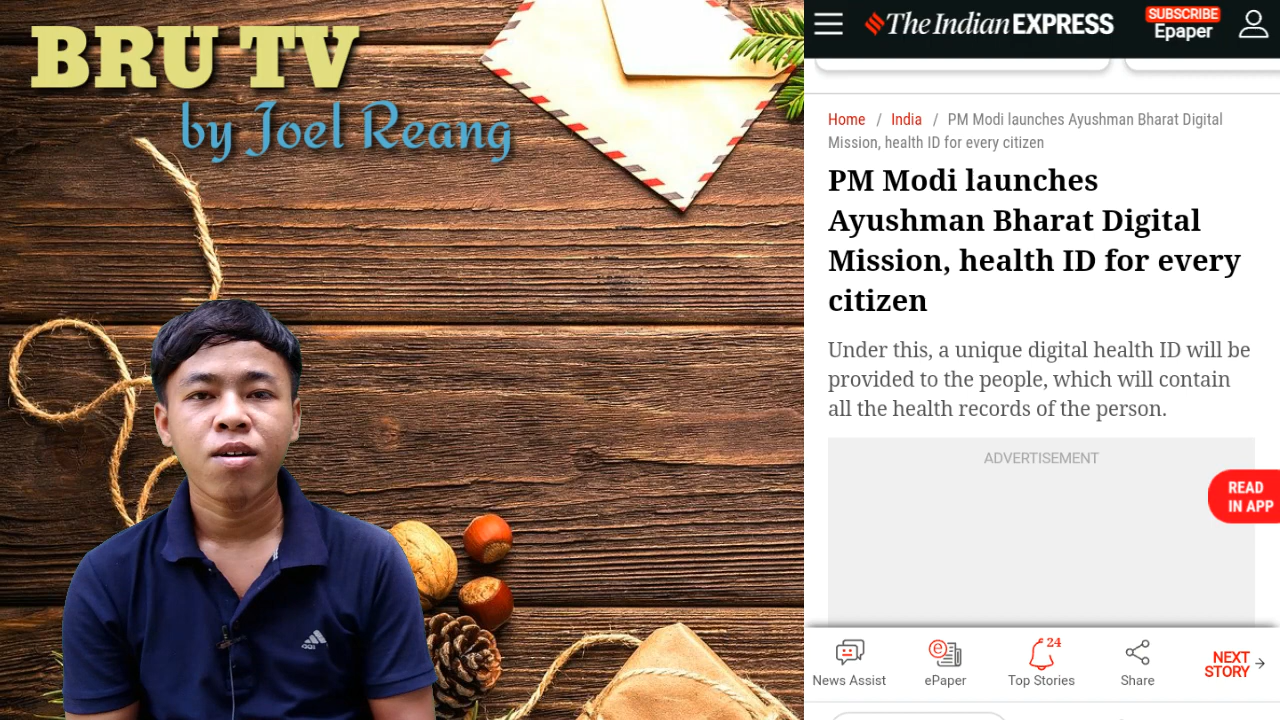 BRU TV
by Joel Reang
adidas
The Indian EXPRESS
SUBSCRIBE
Epaper
Home / India / PM Modi launches Ayushman Bharat Digital
Mission, health ID for every citizen
PM Modi launches
Ayushman Bharat Digital
Mission, health ID for every
citizen
Under this, a unique digital health ID will be
provided to the people, which will contain
all the health records of the person.
ADVERTISEMENT
READ
IN APP
24
News Assist
ePaper
Top Stories
Share
NEXT
STORY